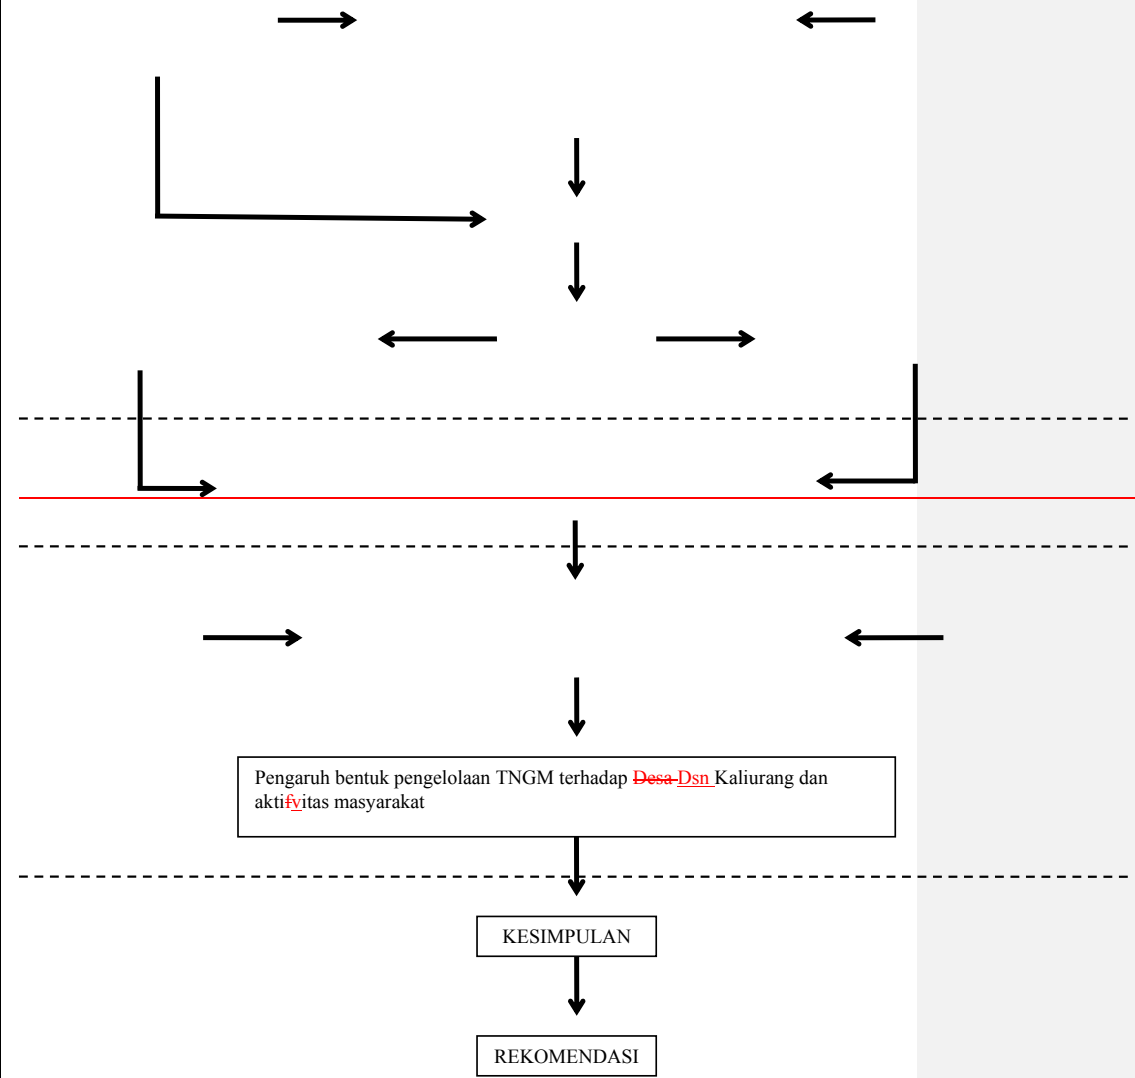 Pengaruh bentuk pengelolaan TNGM terhadap Desa Dsn Kaliurang dan
aktifvitas masyarakat
KESIMPULAN
REKOMENDASI